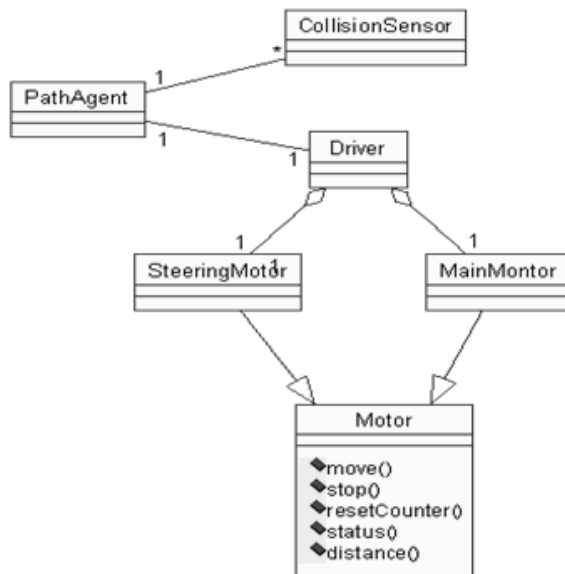 CollisionSensor
*
1
PathAgent
1
1
Driver
1
1
1
SteeringMotor
MainMontor
Motor
move()
stop()
resetCounter()
status()
distance()